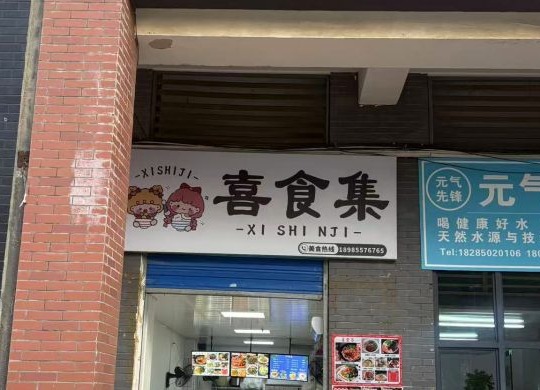 -XISHIJI-
喜食集
-XI SHI NJI-
美食热线 18985576765
元气
先锋
元气
喝健康好水
天然水源与技
Tel:18285020106 180